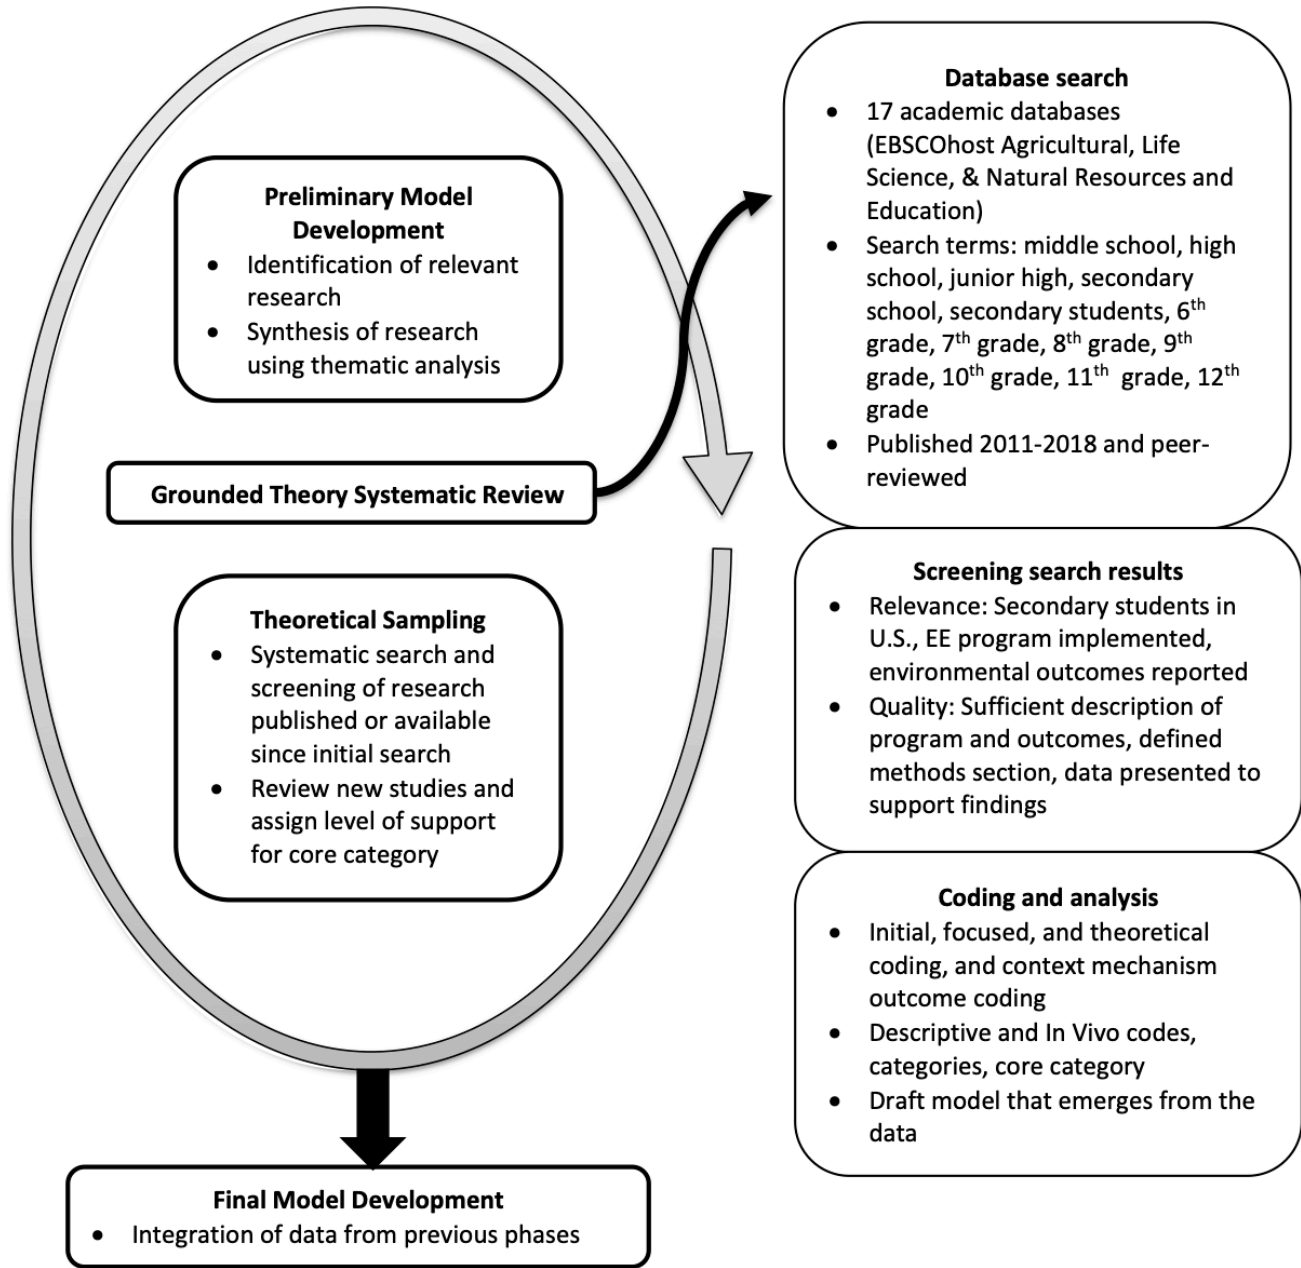 Preliminary Model
Development
• Identification of relevant
research
• Synthesis of research
using thematic analysis
Grounded Theory Systematic Review
Theoretical Sampling
• Systematic search and
screening of research
published or available
since initial search
• Review new studies and
assign level of support
for core category
Final Model Development
• Integration of data from previous phases
Database search
• 17 academic databases
(EBSCOhost Agricultural, Life
Science, & Natural Resources and
Education)
• Search terms: middle school, high
school, junior high, secondary
school, secondary students, 6th
grade, 7th grade, 8th grade, 9th
grade, 10th grade, 11th grade, 12th
grade
• Published 2011-2018 and peer-
reviewed
Screening search results
• Relevance: Secondary students in
U.S., EE program implemented,
environmental outcomes reported
• Quality: Sufficient description of
program and outcomes, defined
methods section, data presented to
support findings
Coding and analysis
• Initial, focused, and theoretical
coding, and context mechanism
outcome coding
• Descriptive and In Vivo codes,
categories, core category
• Draft model that emerges from the
data